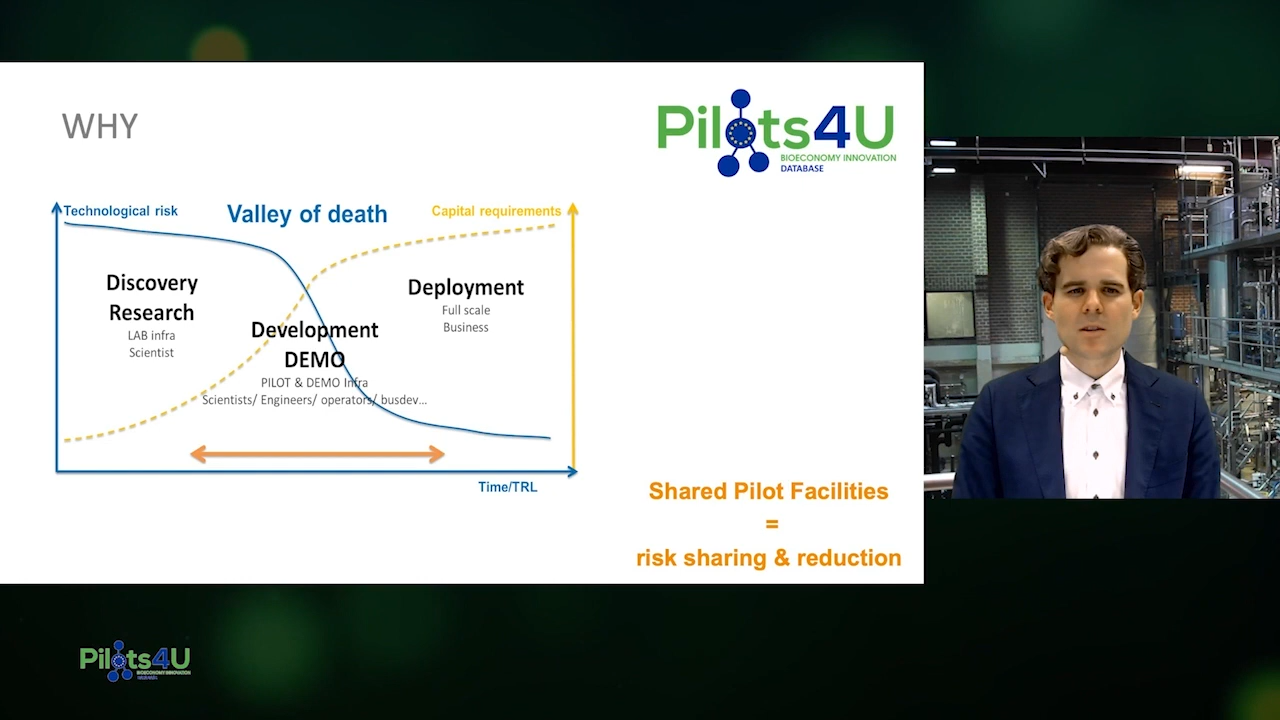 WHY
Pilots4U
BIOECONOMY INNOVATION
DATABASE
Technological risk
Valley of death
Capital requirements
Discovery
Research
LAB infra
Scientist
Development
DEMO
PILOT & DEMO Infra
Scientists/ Engineers/ operators/ busdev...
Deployment
Full scale
Business
Time/TRL
Shared Pilot Facilities
=
risk sharing & reduction
Pilots4U
BIOECONOMY INNOVATION